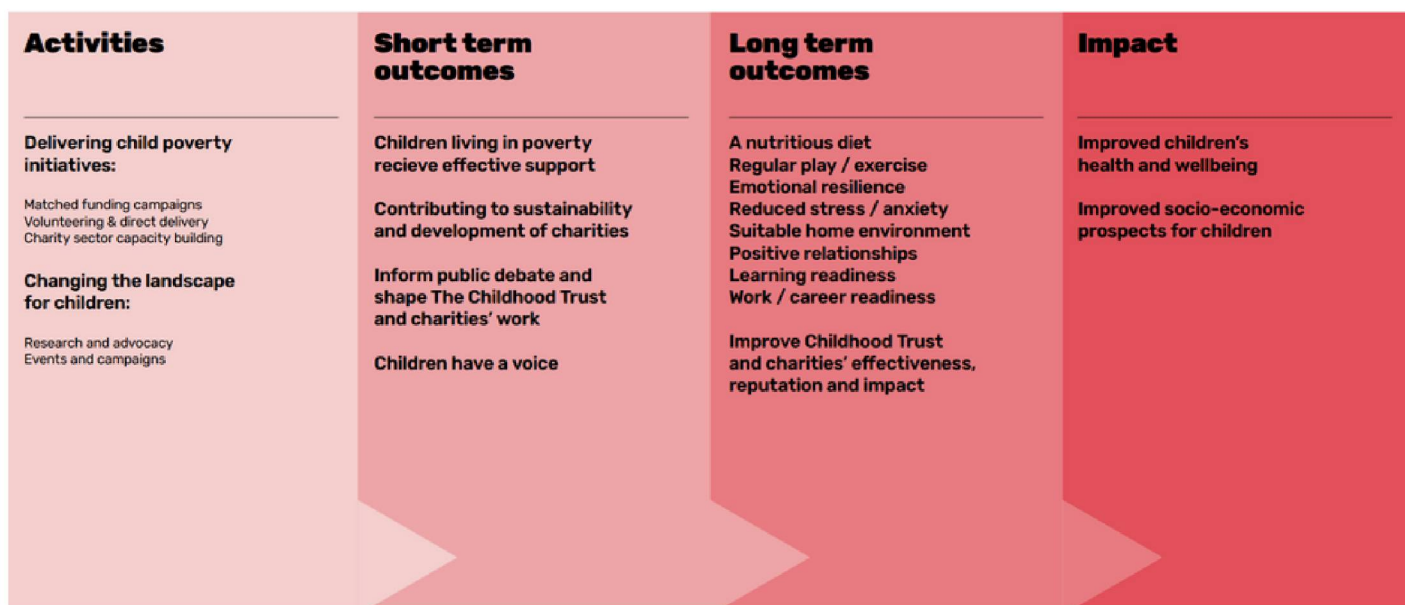 Activities
Delivering child poverty
initiatives:
Matched funding campaigns
Volunteering & direct delivery
Charity sector capacity building
Changing the landscape
for children:
Research and advocacy
Events and campaigns
Short term
outcomes
Children living in poverty
recieve effective support
Contributing to sustainability
and development of charities
Inform public debate and
shape The Childhood Trust
and charities' work
Children have a voice
Long term
outcomes
A nutritious diet
Regular play / exercise
Emotional resilience
Reduced stress / anxiety
Suitable home environment
Positive relationships
Learning readiness
Work / career readiness
Improve Childhood Trust
and charities' effectiveness,
reputation and impact
Impact
Improved children's
health and wellbeing
Improved socio-economic
prospects for children